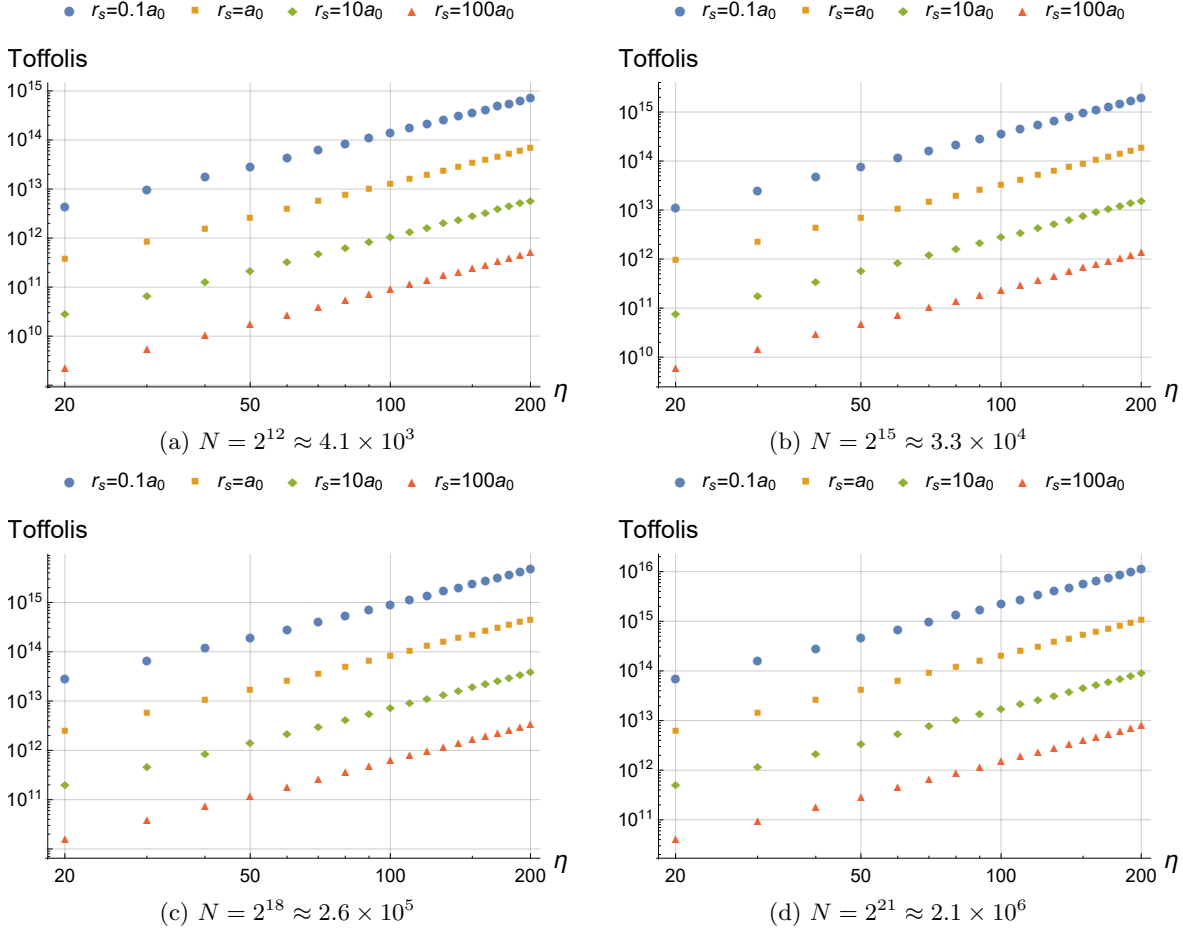 r_s=0.1a_0 r_s=a_0 r_s=10a_0 r_s=100a_0
Toffolis
10^15
10^14
10^13
10^12
10^11
10^10
20 50 100 200 η
(a) N = 2^12 ≈ 4.1 × 10^3
r_s=0.1a_0 r_s=a_0 r_s=10a_0 r_s=100a_0
Toffolis
10^15
10^14
10^13
10^12
10^11
10^10
20 50 100 200 η
(b) N = 2^15 ≈ 3.3 × 10^4
r_s=0.1a_0 r_s=a_0 r_s=10a_0 r_s=100a_0
Toffolis
10^15
10^14
10^13
10^12
10^11
20 50 100 200 η
(c) N = 2^18 ≈ 2.6 × 10^5
r_s=0.1a_0 r_s=a_0 r_s=10a_0 r_s=100a_0
Toffolis
10^16
10^15
10^14
10^13
10^12
10^11
20 50 100 200 η
(d) N = 2^21 ≈ 2.1 × 10^6